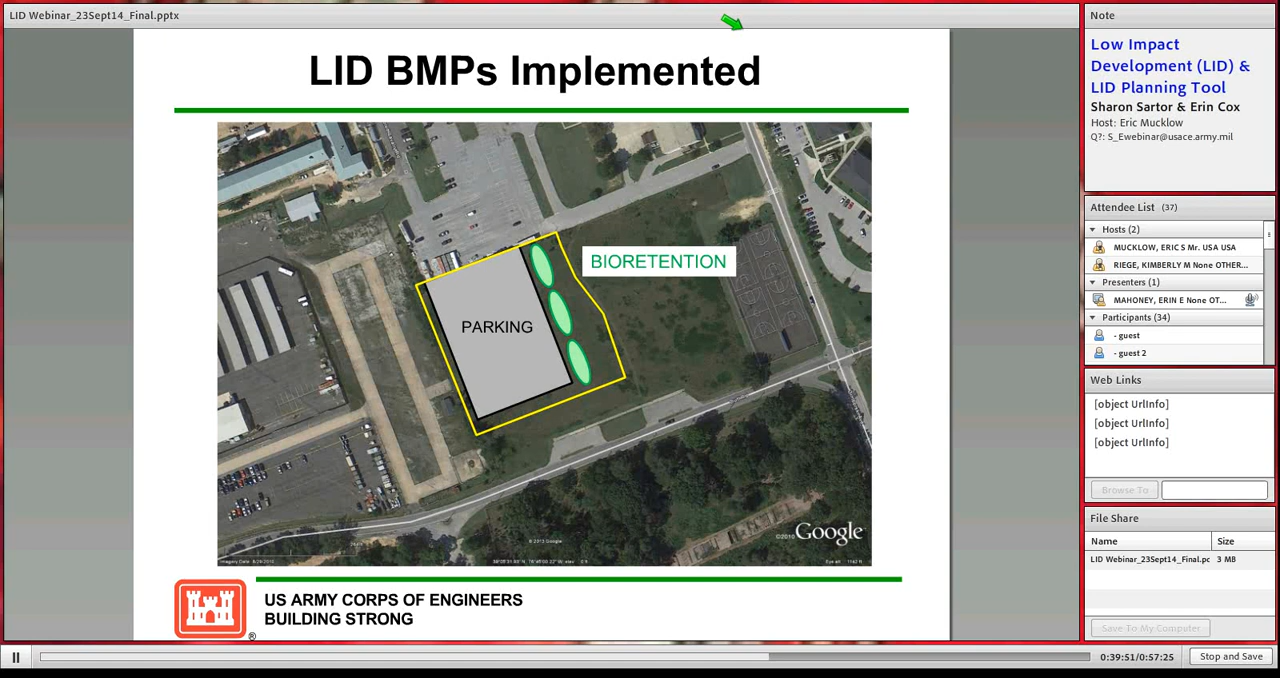 LID Webinar_23Sept14_Final.pptx
LID BMPs Implemented
BIORETENTION
PARKING
©2010 Google
© 2013 Google
US ARMY CORPS OF ENGINEERS
BUILDING STRONG
®
Note
Low Impact
Development (LID) &
LID Planning Tool
Sharon Sartor & Erin Cox
Host: Eric Mucklow
Q?: S_Ewebinar@usace.army.mil
Attendee List (37)
Hosts (2)
MUCKLOW, ERIC S Mr. USA USA
RIEGE, KIMBERLY M None OTHER...
Presenters (1)
MAHONEY, ERIN E None OT...
Participants (34)
- guest
- guest 2
Web Links
[object UrlInfo]
[object UrlInfo]
[object UrlInfo]
Browse To
File Share
Name Size
LID Webinar_23Sept14_Final.pc 3 MB
Save To My Computer
0:39:51/0:57:25 Stop and Save